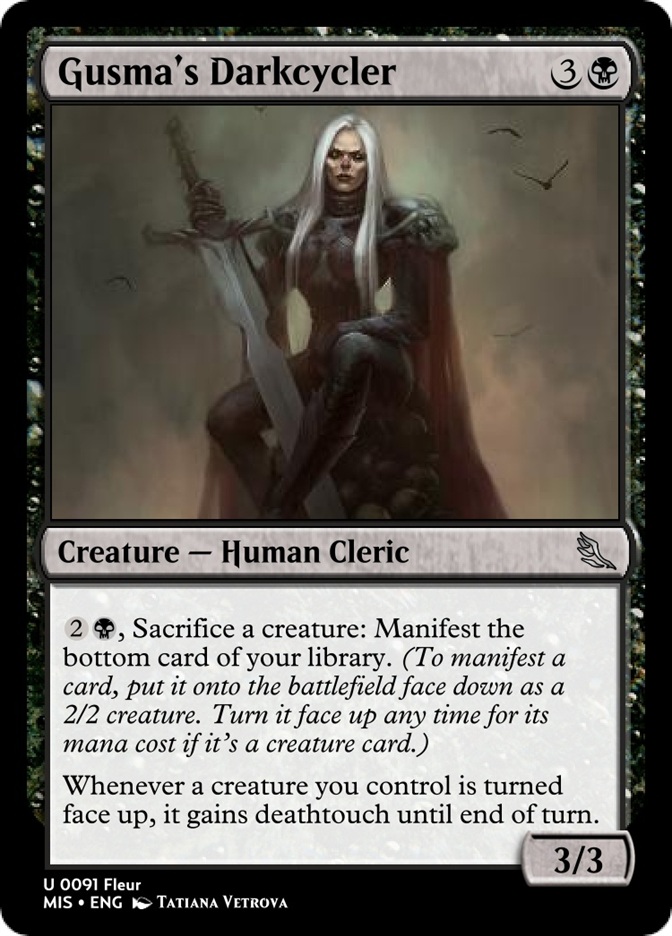 Gusma's Darkcycler 3
Creature — Human Cleric
2 , Sacrifice a creature: Manifest the
bottom card of your library. (To manifest a
card, put it onto the battlefield face down as a
2/2 creature. Turn it face up any time for its
mana cost if it's a creature card.)
Whenever a creature you control is turned
face up, it gains deathtouch until end of turn.
3/3
U 0091 Fleur
MIS • ENG Tatiana Vetrova